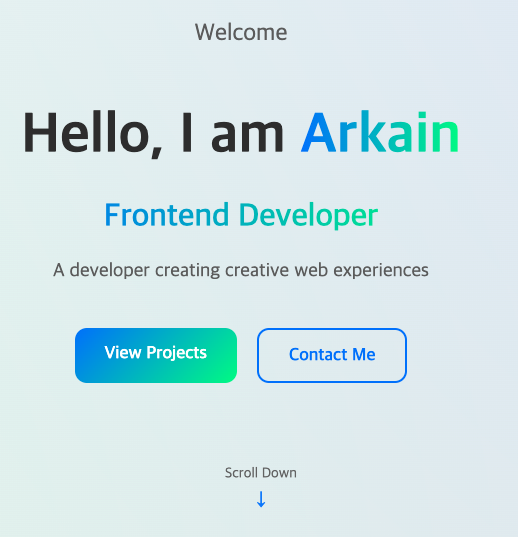 Welcome
Hello, I am Arkain
Frontend Developer
A developer creating creative web experiences
View Projects
Contact Me
Scroll Down
↓